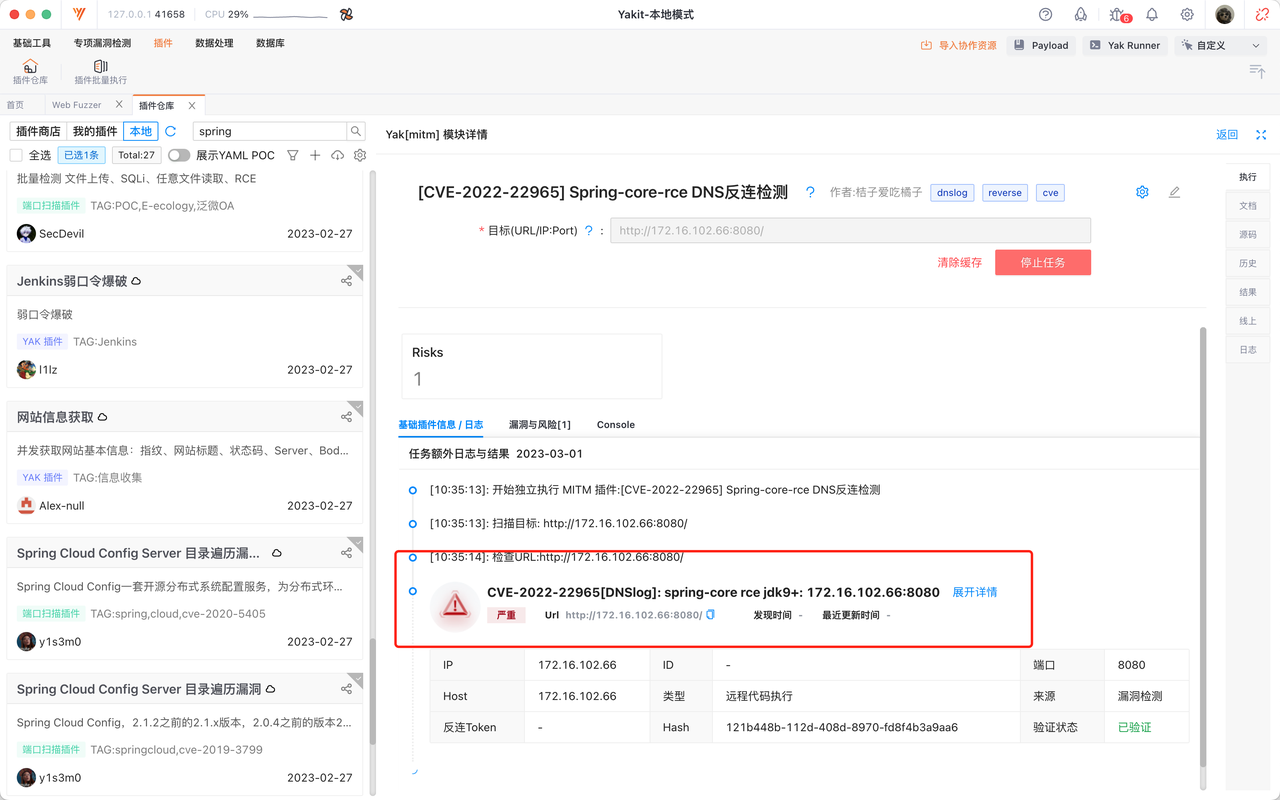 127.0.0.1 41658 CPU 29% Yakit-本地模式 6
基础工具 专项漏洞检测 插件 数据处理 数据库 导入协作资源 Payload Yak Runner 自定义
插件仓库 插件批量执行
首页 Web Fuzzer 插件仓库
插件商店 我的插件 本地 spring
全选 已选1条 Total:27 展示YAML POC
批量检测 文件上传、SQLi、任意文件读取、RCE
端口扫描插件 TAG:POC,E-ecology,泛微OA
SecDevil 2023-02-27
Jenkins弱口令爆破
弱口令爆破
YAK 插件 TAG:Jenkins
l1lz 2023-02-27
网站信息获取
并发获取网站基本信息：指纹、网站标题、状态码、Server、Bod...
YAK 插件 TAG:信息收集
Alex-null 2023-02-27
Spring Cloud Config Server 目录遍历漏...
Spring Cloud Config一套开源分布式系统配置服务，为分布式环...
端口扫描插件 TAG:spring,cloud,cve-2020-5405
y1s3m0 2023-02-27
Spring Cloud Config Server 目录遍历漏洞
Spring Cloud Config，2.1.2之前的2.1.x版本，2.0.4之前的版本2...
端口扫描插件 TAG:springcloud,cve-2019-3799
y1s3m0 2023-02-27
Yak[mitm] 模块详情 返回
[CVE-2022-22965] Spring-core-rce DNS反连检测 作者:桔子爱吃橘子 dnslog reverse cve
* 目标(URL/IP:Port) : http://172.16.102.66:8080/
清除缓存 停止任务
Risks
1
基础插件信息 / 日志 漏洞与风险[1] Console
任务额外日志与结果 2023-03-01
[10:35:13]: 开始独立执行 MITM 插件:[CVE-2022-22965] Spring-core-rce DNS反连检测
[10:35:13]: 扫描目标: http://172.16.102.66:8080/
[10:35:14]: 检查URL:http://172.16.102.66:8080/
CVE-2022-22965[DNSlog]: spring-core rce jdk9+: 172.16.102.66:8080 展开详情
严重 Url http://172.16.102.66:8080/ 发现时间 - 最近更新时间 -
IP 172.16.102.66 ID - 端口 8080
Host 172.16.102.66 类型 远程代码执行 来源 漏洞检测
反连Token - Hash 121b448b-112d-408d-8970-fd8f4b3a9aa6 验证状态 已验证
执行
文档
源码
历史
结果
线上
日志